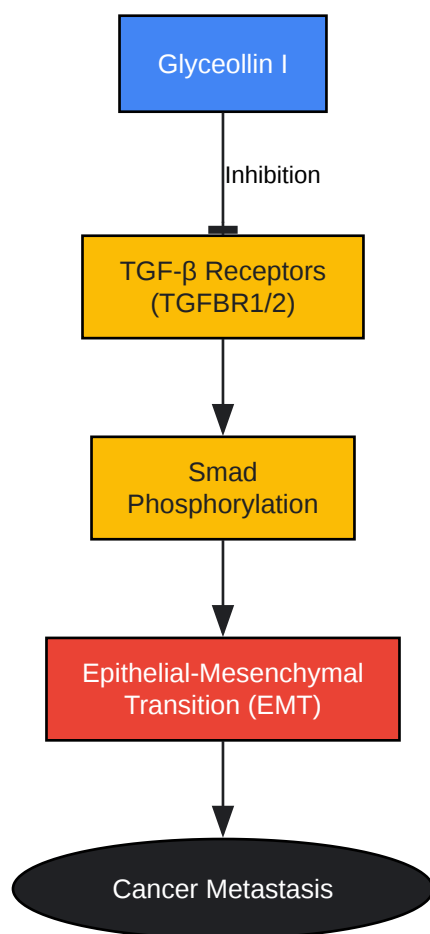 Glyceollin I
Inhibition
TGF-β Receptors
(TGFBR1/2)
Smad
Phosphorylation
Epithelial-Mesenchymal
Transition (EMT)
Cancer Metastasis